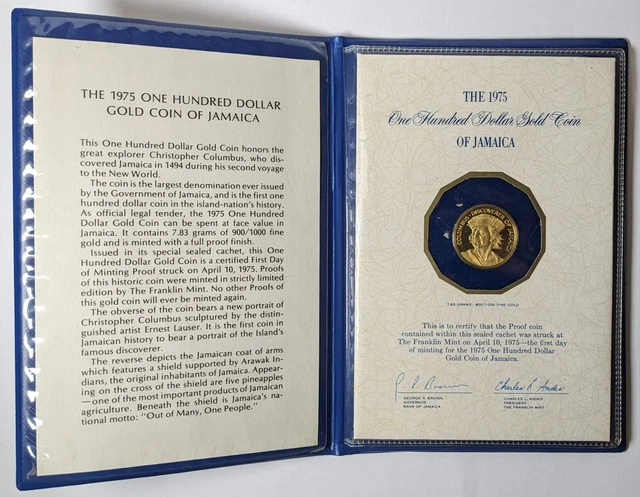 THE 1975 ONE HUNDRED DOLLAR
GOLD COIN OF JAMAICA
This One Hundred Dollar Gold Coin honors the
great explorer Christopher Columbus, who dis-
covered Jamaica in 1494 during his second voyage
to the New World.
The coin is the largest denomination ever issued
by the Government of Jamaica, and is the first one
hundred dollar coin in the island-nation's history.
As official legal tender, the 1975 One Hundred
Dollar Gold Coin can be spent at face value in
Jamaica. It contains 7.83 grams of 900/1000 fine
gold and is minted with a full proof finish.
Issued in its special sealed cachet, this One
Hundred Dollar Gold Coin is a certified First Day
of Minting Proof struck on April 10, 1975. Proofs
of this historic coin were minted in strictly limited
edition by The Franklin Mint. No other Proofs of
this gold coin will ever be minted again.
The obverse of the coin bears a new portrait of
Christopher Columbus sculptured by the distin-
guished artist Ernest Lauser. It is the first coin in
Jamaican history to bear a portrait of the Island's
famous discoverer.
The reverse depicts the Jamaican coat of arms
which features a shield supported by Arawak In-
dians, the original inhabitants of Jamaica. Appear-
ing on the cross of the shield are five pineapples
—one of the most important products of Jamaican
agriculture. Beneath the shield is Jamaica's na-
tional motto: "Out of Many, One People."
THE 1975
One Hundred Dollar Gold Coin
OF JAMAICA
COLUMBUS · DISCOVERER OF JAMAICA
7.83 GRAMS 900/1000 FINE GOLD
This is to certify that the Proof coin
contained within this sealed cachet was struck at
The Franklin Mint on April 10, 1975—the first day
of minting for the 1975 One Hundred Dollar
Gold Coin of Jamaica.
Charles L. Andes
GEORGE R. BROWN
GOVERNOR
BANK OF JAMAICA
CHARLES L. ANDES
PRESIDENT
THE FRANKLIN MINT